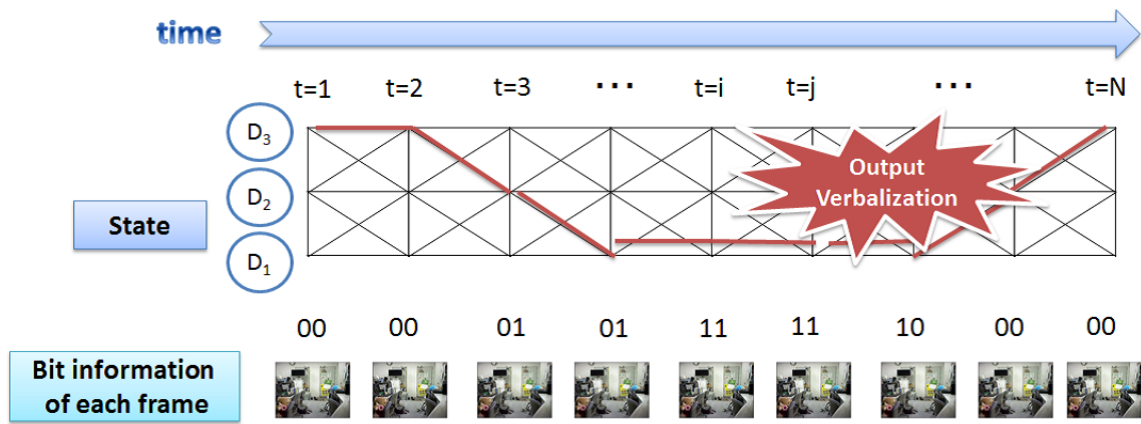 time
t=1 t=2 t=3 ··· t=i t=j ··· t=N
D₃
Output
Verbalization
D₂
State
D₁
00 00 01 01 11 11 10 00 00
Bit information
of each frame